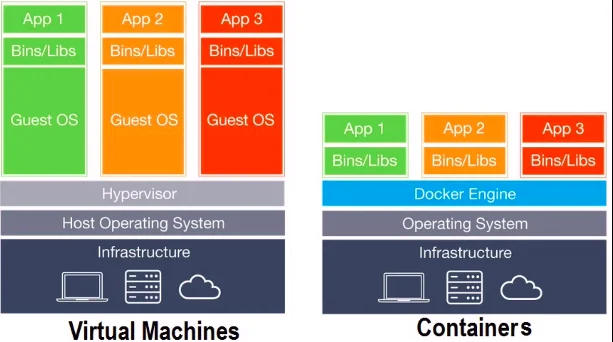 App 1
Bins/Libs
Guest OS
App 2
Bins/Libs
Guest OS
App 3
Bins/Libs
Guest OS
Hypervisor
Host Operating System
Infrastructure
Virtual Machines
App 1
Bins/Libs
App 2
Bins/Libs
App 3
Bins/Libs
Docker Engine
Operating System
Infrastructure
Containers